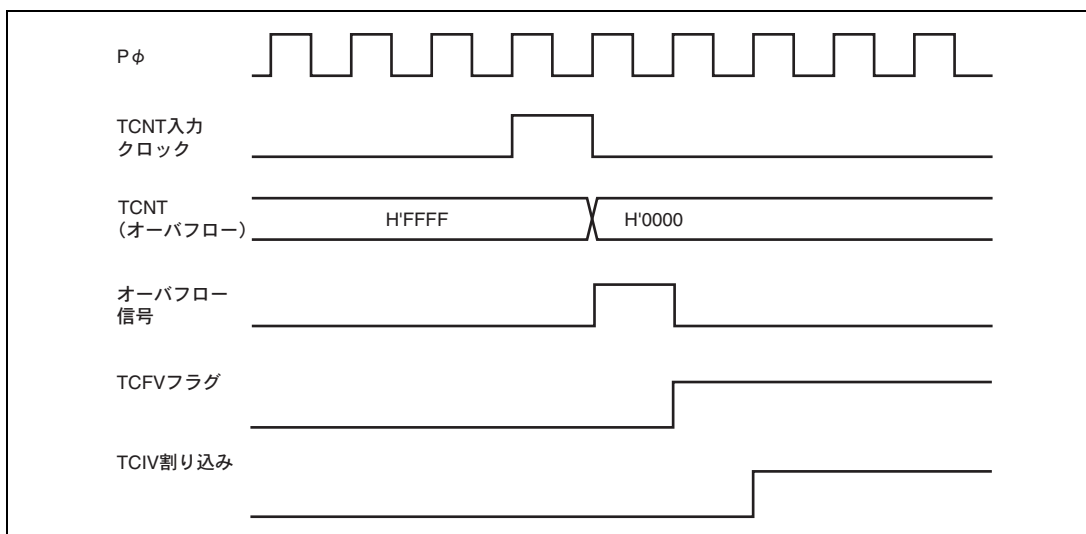 Pφ
TCNT入力
クロック
TCNT
（オーバフロー）
H'FFFF
H'0000
オーバフロー
信号
TCFVフラグ
TCIV割り込み